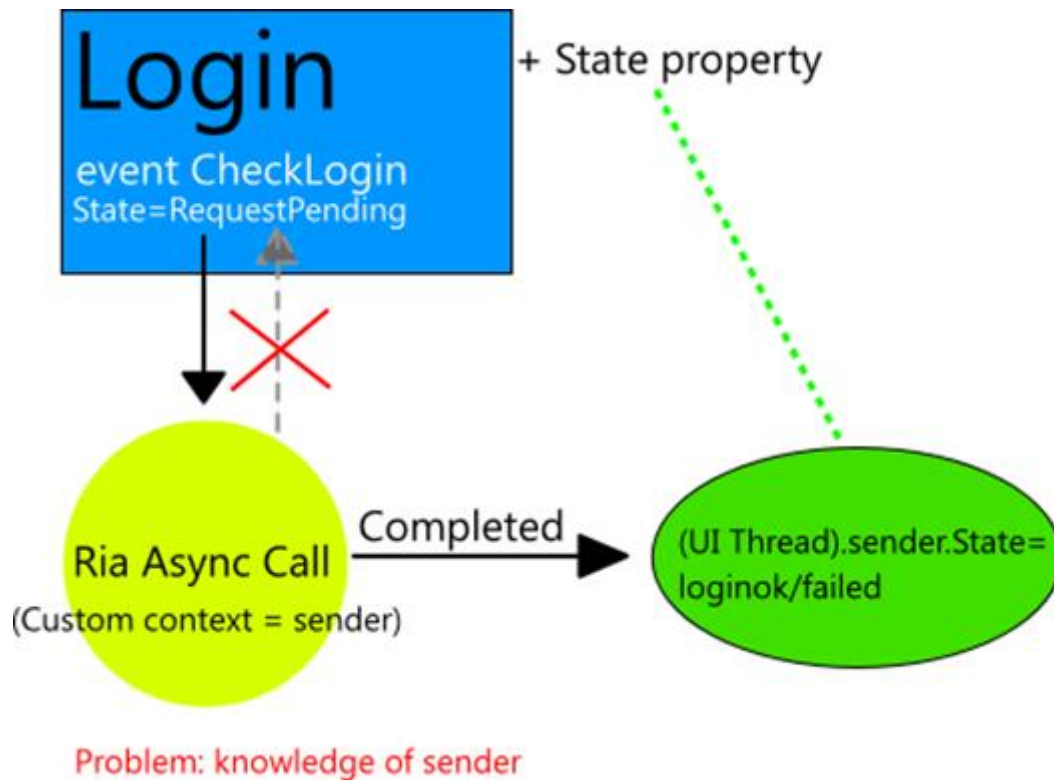 Login
+ State property
event CheckLogin
State=RequestPending
Completed
Ria Async Call
(Custom context = sender)
(UI Thread).sender.State=
loginok/failed
Problem: knowledge of sender